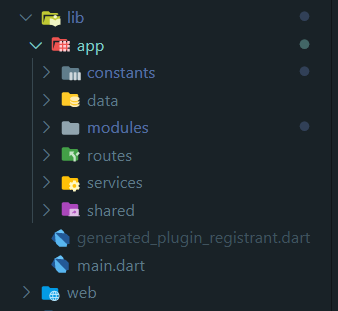 lib
app
constants
data
modules
routes
services
shared
generated_plugin_registrant.dart
main.dart
web